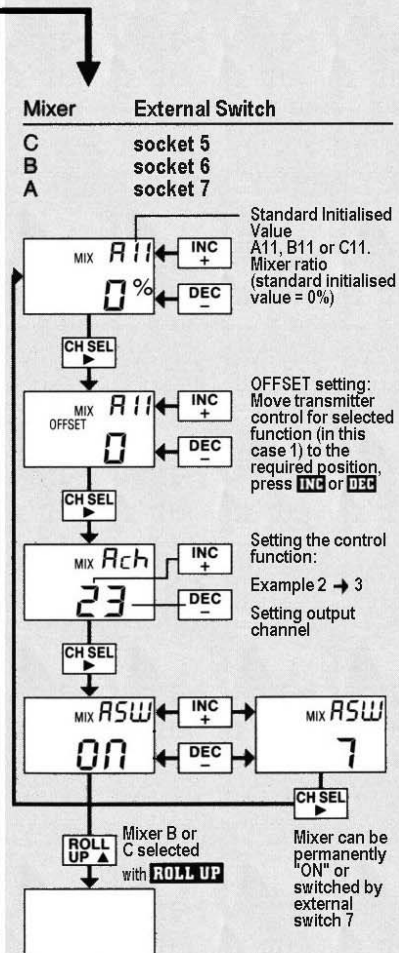 Mixer External Switch
C socket 5
B socket 6
A socket 7
MIX A11
0%
INC
+
DEC
−
Standard Initialised
Value
A11, B11 or C11.
Mixer ratio
(standard initialised
value = 0%)
CH SEL
▶
MIX A11
OFFSET
0
INC
+
DEC
−
OFFSET setting:
Move transmitter
control for selected
function (in this
case 1) to the
required position,
press INC or DEC
CH SEL
▶
MIX Ach
23
INC
+
DEC
−
Setting the control
function:
Example 2 → 3
Setting output
channel
CH SEL
▶
MIX ASW
ON
INC
+
DEC
−
MIX ASW
7
CH SEL
▶
ROLL
UP ▲
Mixer B or
C selected
with ROLL UP
Mixer can be
permanently
"ON" or
switched by
external
switch 7